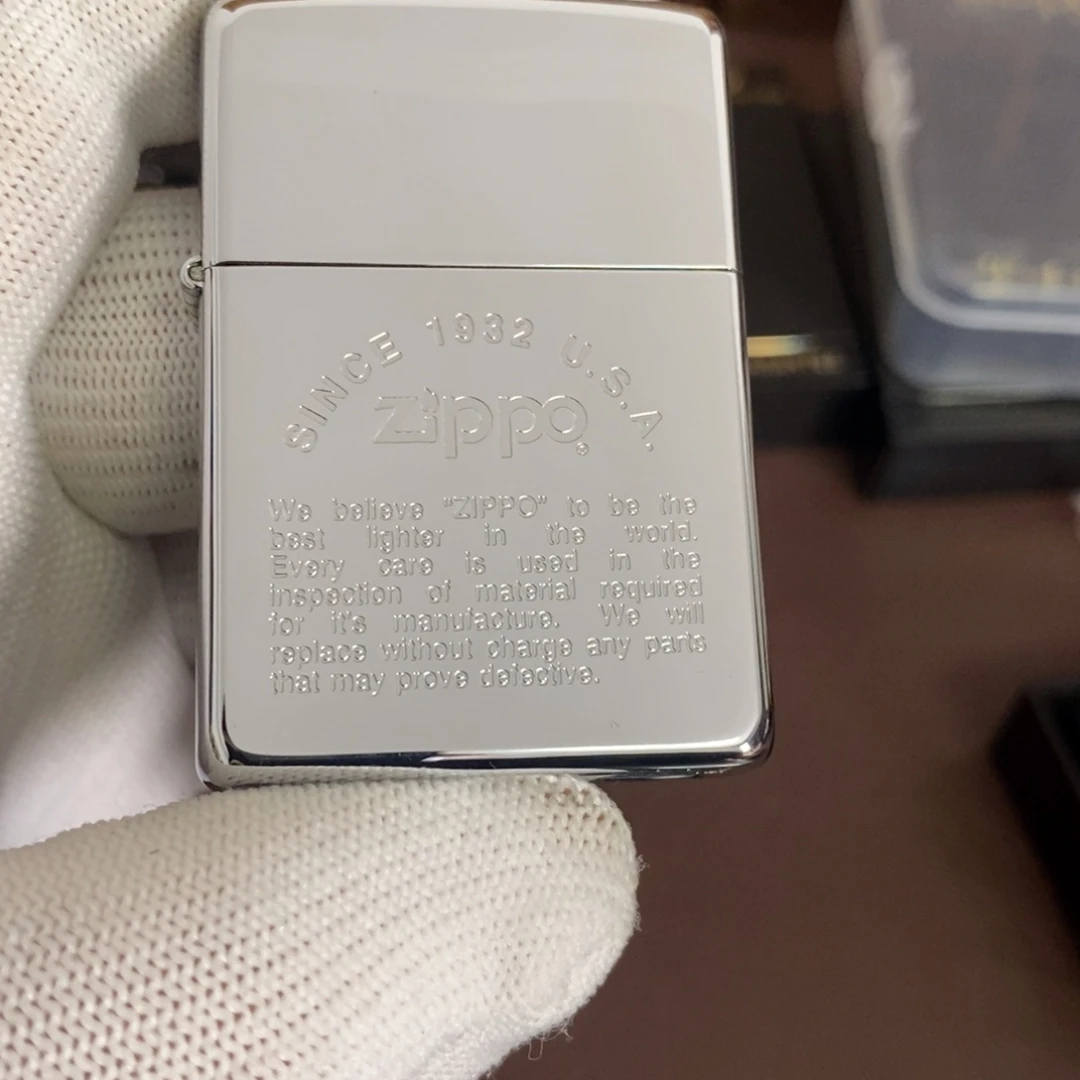 SINCE 1932 U.S.A.
Zippo®
We believe "ZIPPO" to be the
best lighter in the world.
Every care is used in the
inspection of material required
for it's manufacture. We will
replace without charge any parts
that may prove defective.